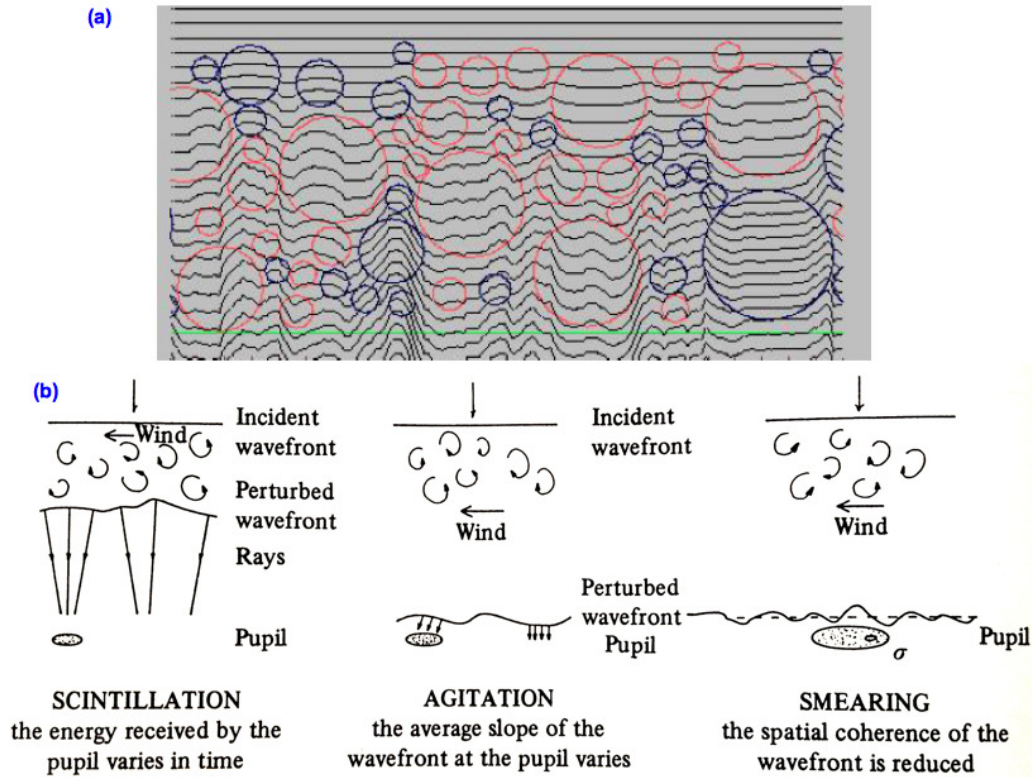 (a)
(b)
Wind
Incident
wavefront
Perturbed
wavefront
Rays
Pupil
SCINTILLATION
the energy received by the
pupil varies in time
Incident
wavefront
Wind
Perturbed
wavefront
Pupil
AGITATION
the average slope of the
wavefront at the pupil varies
Wind
Pupil
σ
SMEARING
the spatial coherence of the
wavefront is reduced